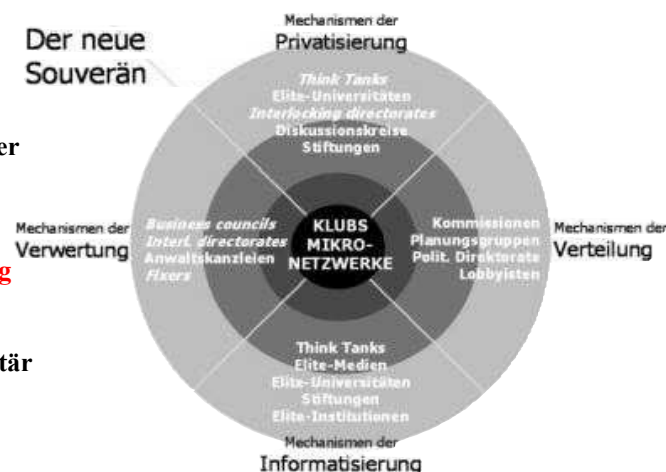 Der neue
Souverän
Mechanismen der
Privatisierung
Think Tanks
Elite-Universitäten
Interlocking directorates
Diskussionskreise
Stiftungen
er
Mechanismen der
Verwertung
Business councils
Interl. directorates
Anwaltskanzleien
Fixers
KLUBS
MIKRO-
NETZWERKE
Kommissionen
Planungsgruppen
Polit. Direktorate
Lobbyisten
Mechanismen der
Verteilung
g
tär
Think Tanks
Elite-Medien
Elite-Universitäten
Stiftungen
Elite-Institutionen
Mechanismen der
Informatisierung